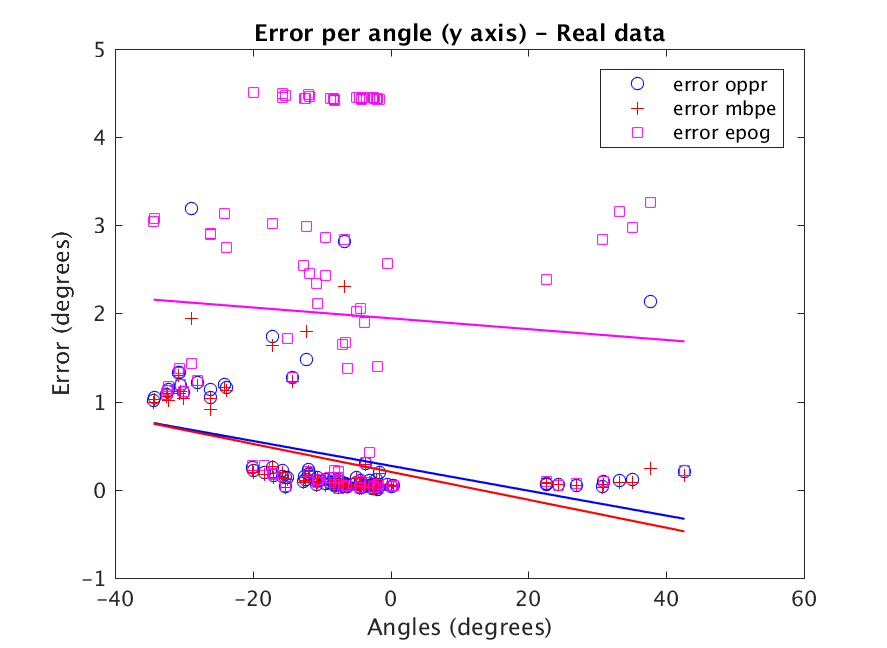 Error per angle (y axis) - Real data
5
4
3
2
1
0
-1
Error (degrees)
error oppr
error mbpe
error epog
-40
-20
0
20
40
60
Angles (degrees)